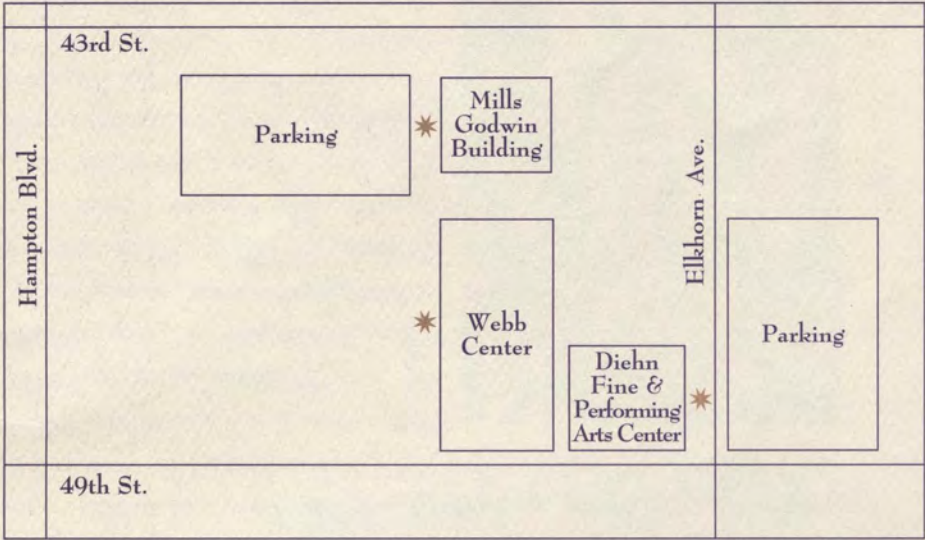 43rd St.
Parking
Mills
Godwin
Building
Hampton Blvd.
Elkhorn Ave.
Webb
Center
Parking
Diehn
Fine &
Performing
Arts Center
49th St.